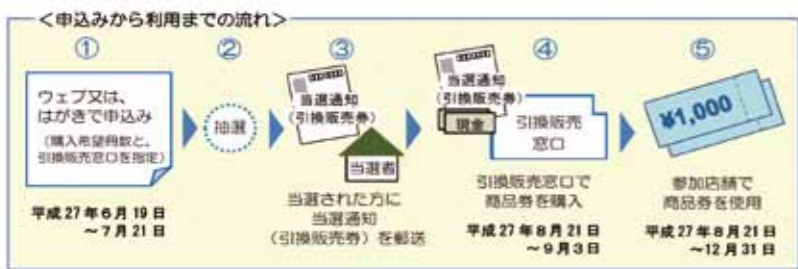 <申込みから利用までの流れ>
①
ウェブ又は、
はがきで申込み
(購入希望冊数と、
引換販売窓口を指定)
平成27年6月19日
～7月21日
②
抽選
③
当選通知
(引換販売券)
当選者
当選された方に
当選通知
(引換販売券)を郵送
④
当選通知
(引換販売券)
現金
引換販売
窓口
引換販売窓口で
商品券を購入
平成27年8月21日
～9月3日
⑤
¥1,000
参加店舗で
商品券を使用
平成27年8月21日
～12月31日